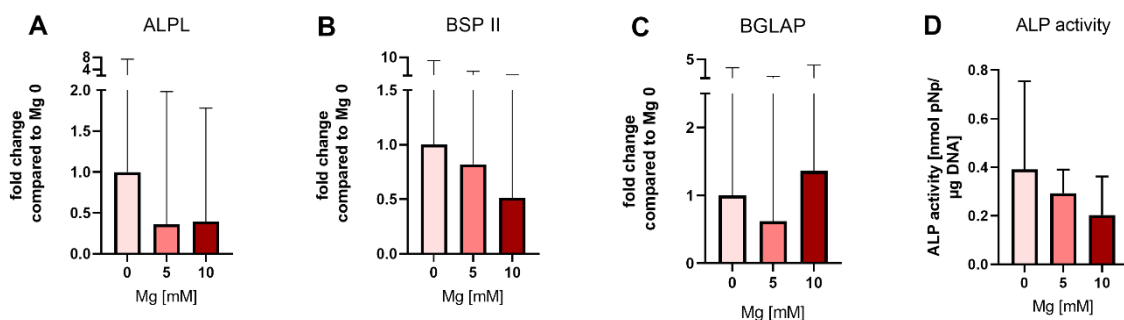 A
ALPL
fold change
compared to Mg 0
8
4
2.0
1.5
1.0
0.5
0.0
0 5 10
Mg [mM]
B
BSP II
fold change
compared to Mg 0
10
1.5
1.0
0.5
0.0
0 5 10
Mg [mM]
C
BGLAP
fold change
compared to Mg 0
5
2
1
0
0 5 10
Mg [mM]
D
ALP activity
ALP activity [nmol pNp/
µg DNA]
0.8
0.6
0.4
0.2
0.0
0 5 10
Mg [mM]